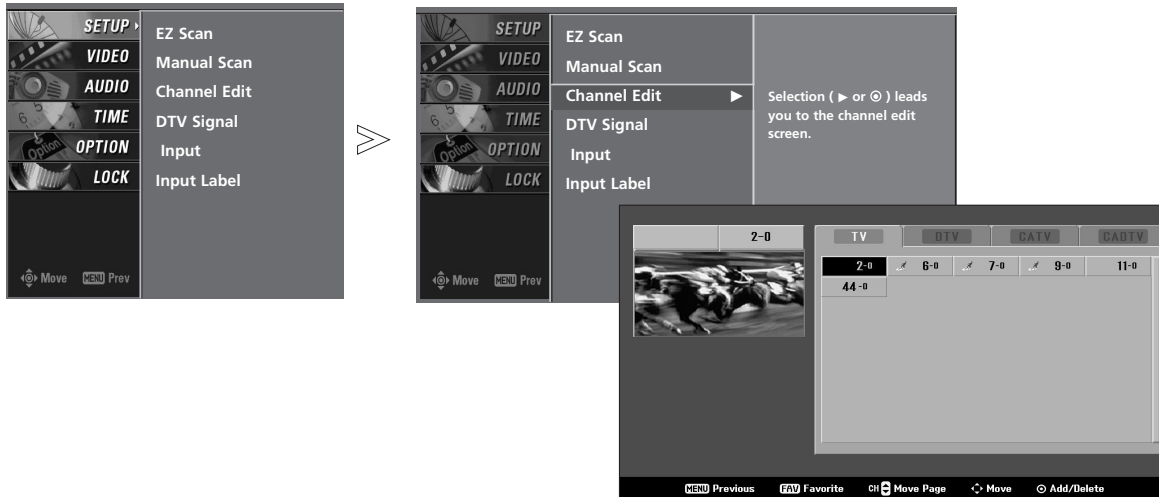 SETUP
VIDEO
AUDIO
TIME
OPTION
LOCK
EZ Scan
Manual Scan
Channel Edit
DTV Signal
Input
Input Label
Move MENU Prev
SETUP
VIDEO
AUDIO
TIME
OPTION
LOCK
EZ Scan
Manual Scan
Channel Edit ▶
DTV Signal
Input
Input Label
Selection ( ▶ or ⊙ ) leads
you to the channel edit
screen.
Move MENU Prev
2-0
TV DTV CATV CADTV
2-0 6-0 7-0 9-0 11-0
44-0
MENU Previous FAV Favorite CH Move Page Move ⊙ Add/Delete